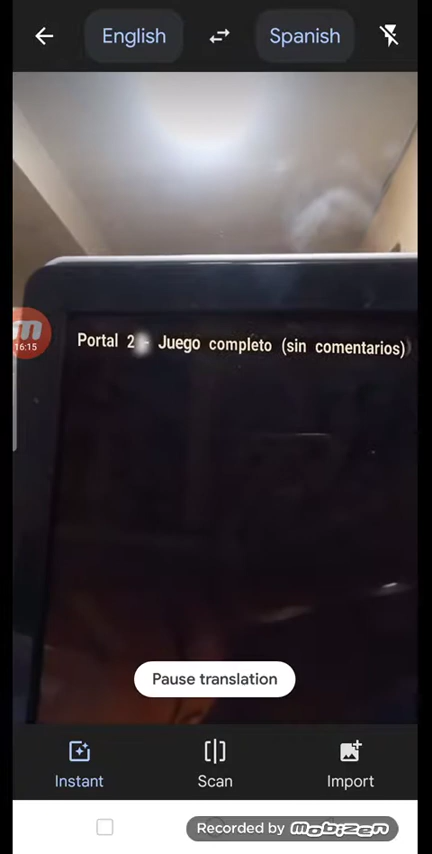 English
Spanish
16:15
Portal 2 - Juego completo (sin comentarios)
Pause translation
Instant
Scan
Import
Recorded by mobizen